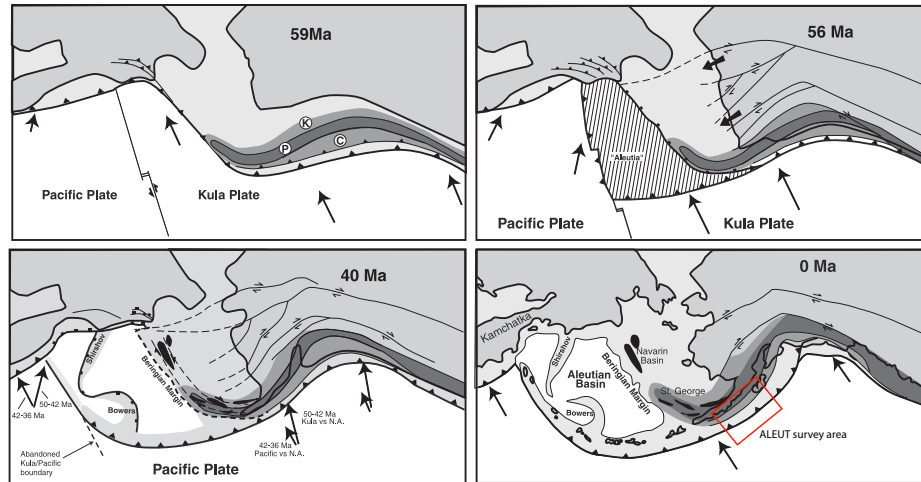 59Ma
K
P
C
Pacific Plate
Kula Plate
56 Ma
"Aleutia"
Pacific Plate
Kula Plate
40 Ma
Shirshov
Beringian Margin
Bowers
50-42 Ma
42-36 Ma
50-42 Ma
Kula vs N.A.
42-36 Ma
Pacific vs N.A.
Abandoned
Kula/Pacific
boundary
Pacific Plate
0 Ma
Kamchatka
Shirshov
Aleutian
Basin
Beringian Margin
Navarin
Basin
St. George
Bowers
ALEUT survey area